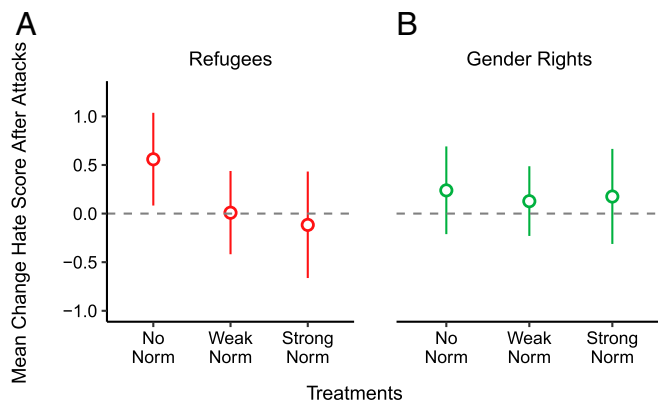 A
B
Refugees
Gender Rights
Mean Change Hate Score After Attacks
1.0
0.5
0.0
−0.5
−1.0
No Norm
Weak Norm
Strong Norm
No Norm
Weak Norm
Strong Norm
Treatments